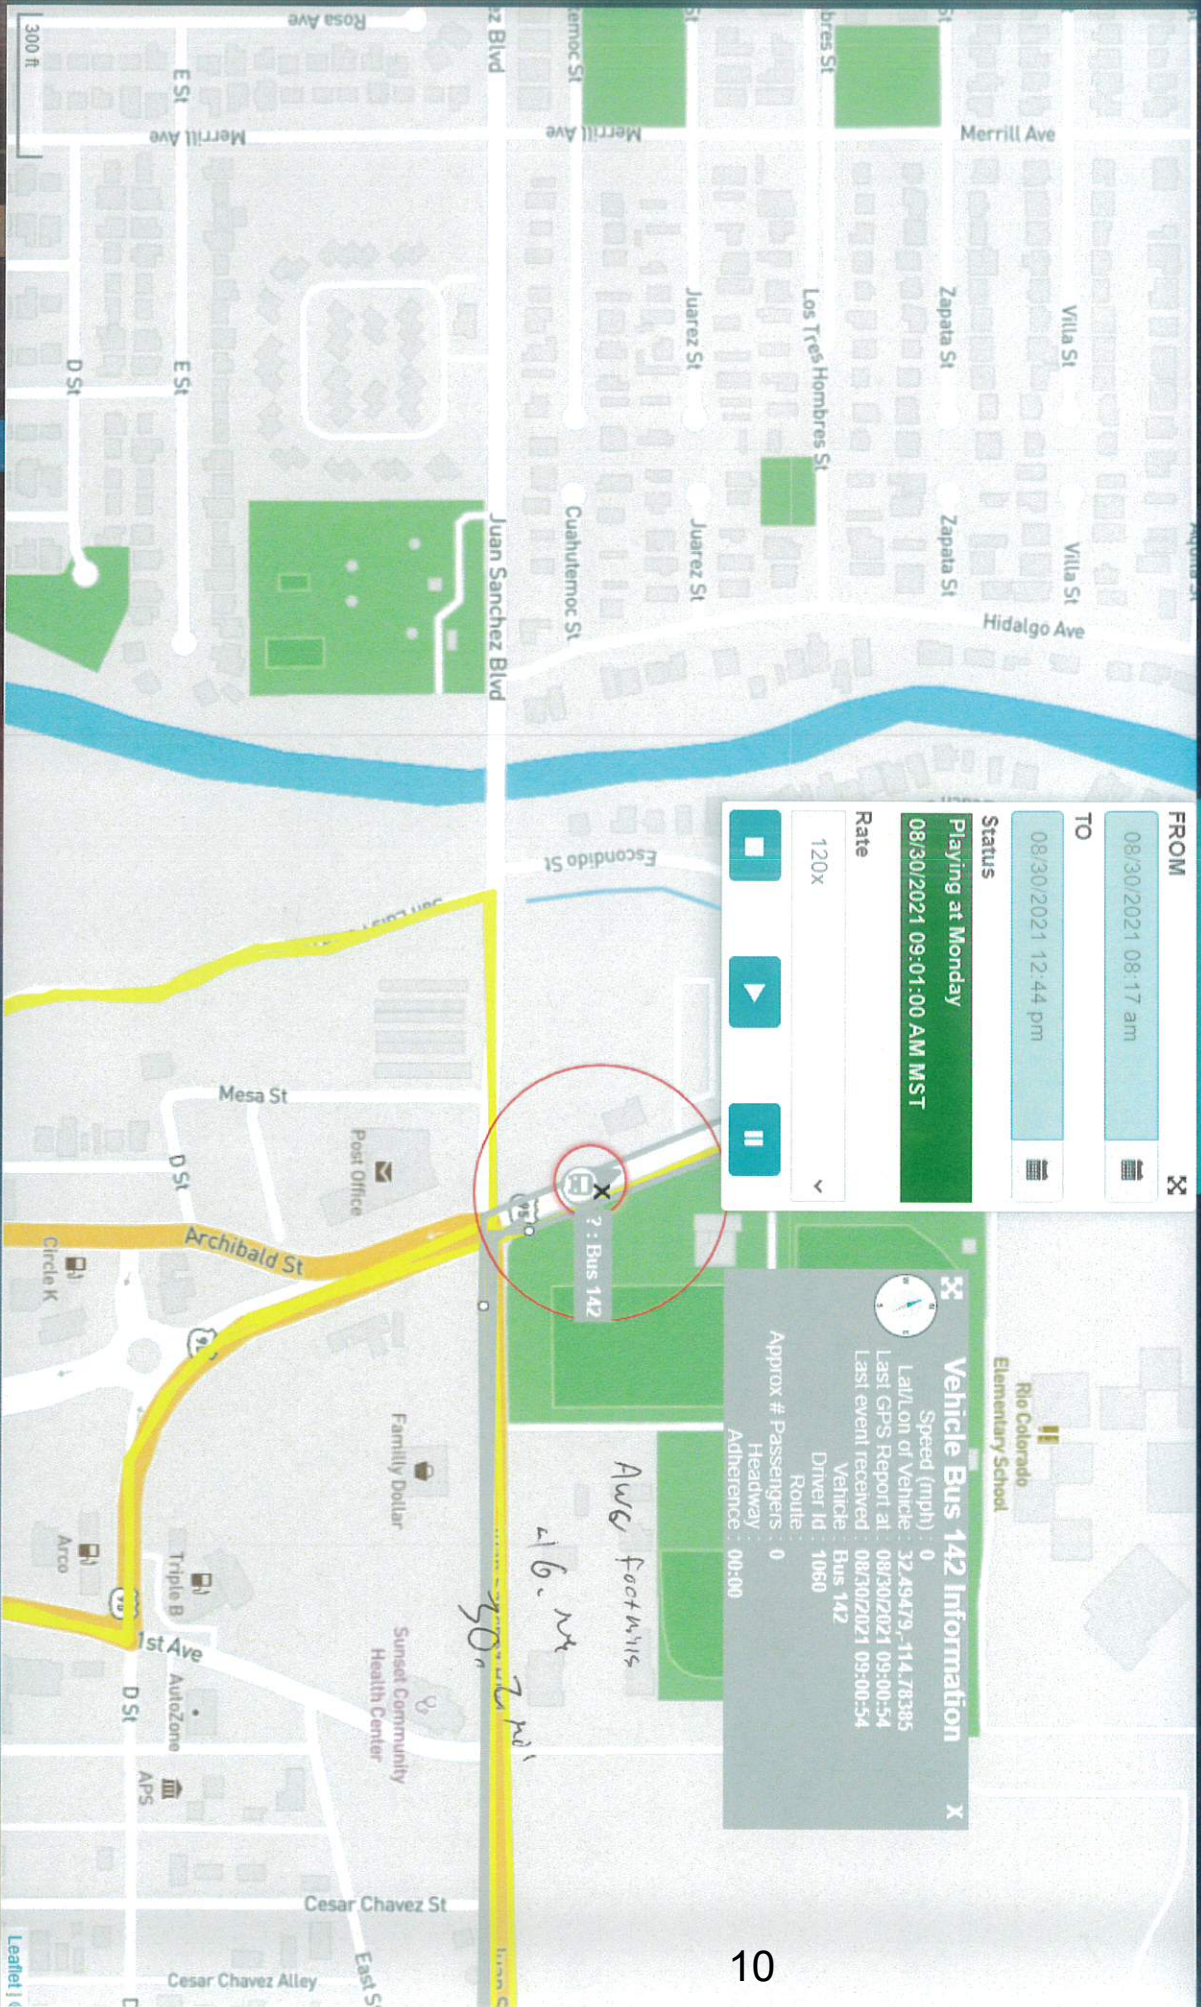 FROM
08/30/2021 08:17 am
TO
08/30/2021 12:44 pm
Status
Playing at Monday
08/30/2021 09:01:00 AM MST
Rate
120x
Vehicle Bus 142 Information
X
Speed (mph) : 0
Lat/Lon of Vehicle : 32.49479,-114.78385
Last GPS Report at : 08/30/2021 09:00:54
Last event received : 08/30/2021 09:00:54
Vehicle : Bus 142
Driver Id : 1060
Route :
Approx # Passengers : 0
Headway :
Adherence : 00:00
? : Bus 142
X
Merrill Ave
Villa St
Villa St
Zapata St
Zapata St
Hidalgo Ave
Los Tres Hombres St
bres St
Juarez St
Juarez St
Merrill Ave
Cuahutemoc St
emoc St
ez Blvd
Juan Sanchez Blvd
Escondido St
Rosa Ave
Merrill Ave
E St
E St
D St
300 ft
Rio Colorado
Elementary School
95
Mesa St
Post Office
D St
Archibald St
Circle K
Family Dollar
Arco
Triple B
1st Ave
AutoZone
D St
APS
Sunset Community
Health Center
Cesar Chavez St
Cesar Chavez Alley
East S
Leaflet |
Foothills
10